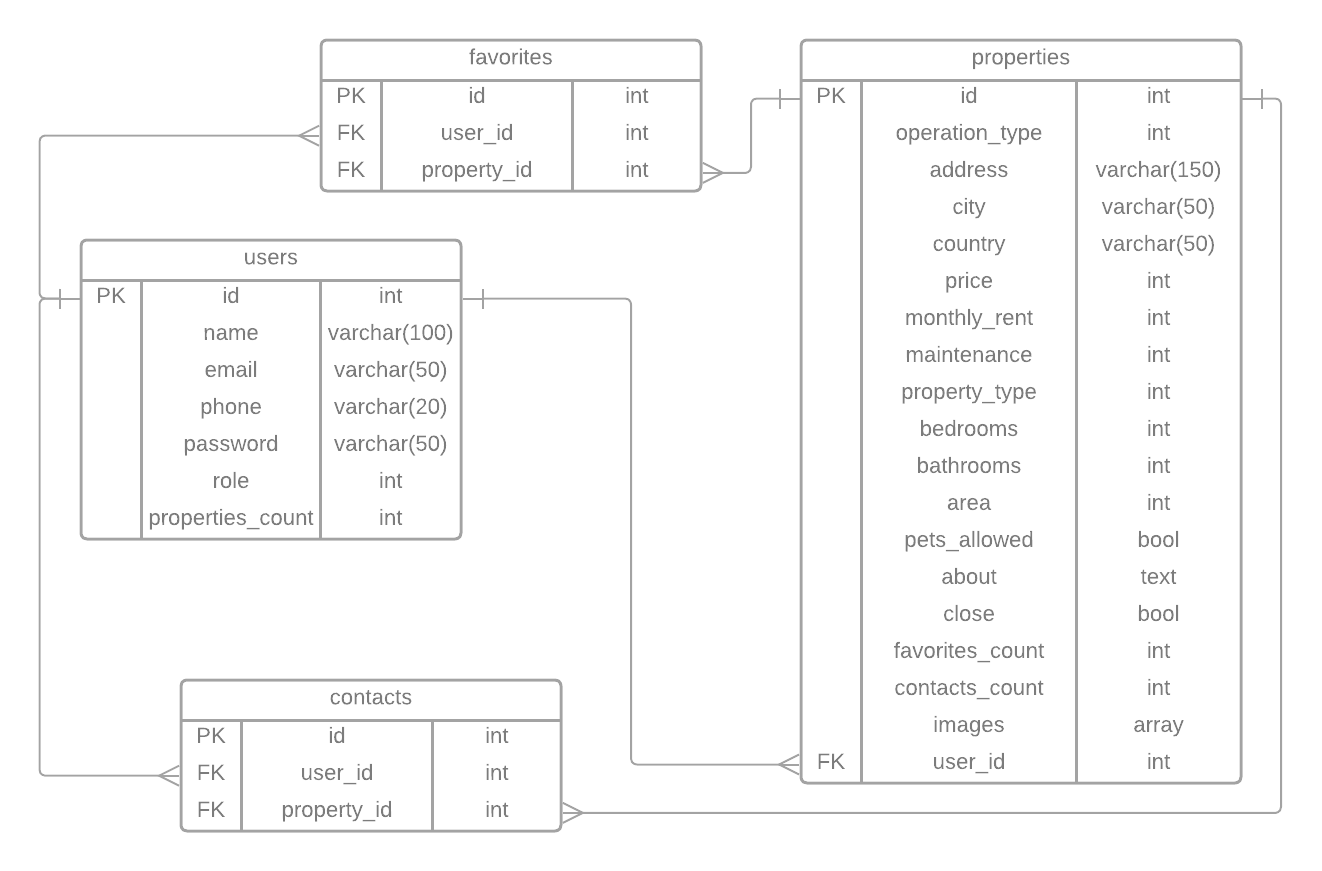 favorites
PK id int
FK user_id int
FK property_id int
users
PK id int
name varchar(100)
email varchar(50)
phone varchar(20)
password varchar(50)
role int
properties_count int
contacts
PK id int
FK user_id int
FK property_id int
properties
PK id int
operation_type int
address varchar(150)
city varchar(50)
country varchar(50)
price int
monthly_rent int
maintenance int
property_type int
bedrooms int
bathrooms int
area int
pets_allowed bool
about text
close bool
favorites_count int
contacts_count int
images array
FK user_id int